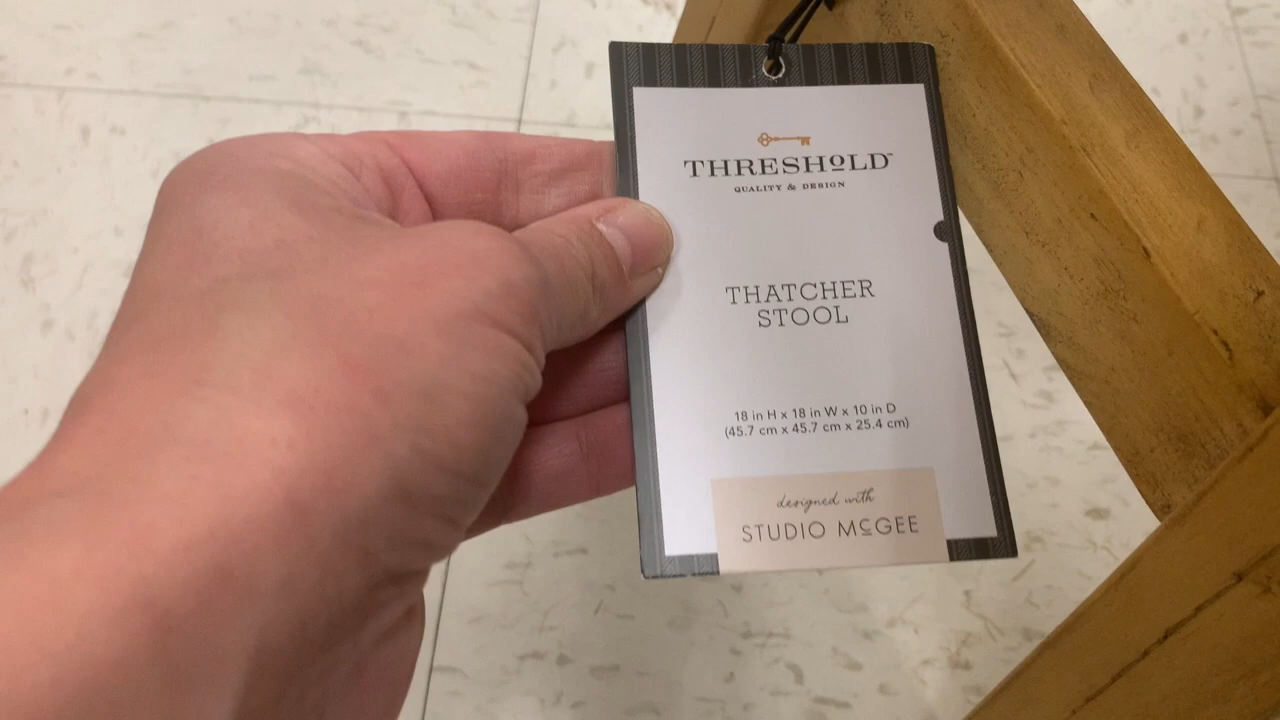 THRESHOLD™
QUALITY & DESIGN
THATCHER
STOOL
18 in H x 18 in W x 10 in D
(45.7 cm x 45.7 cm x 25.4 cm)
designed with
STUDIO McGEE